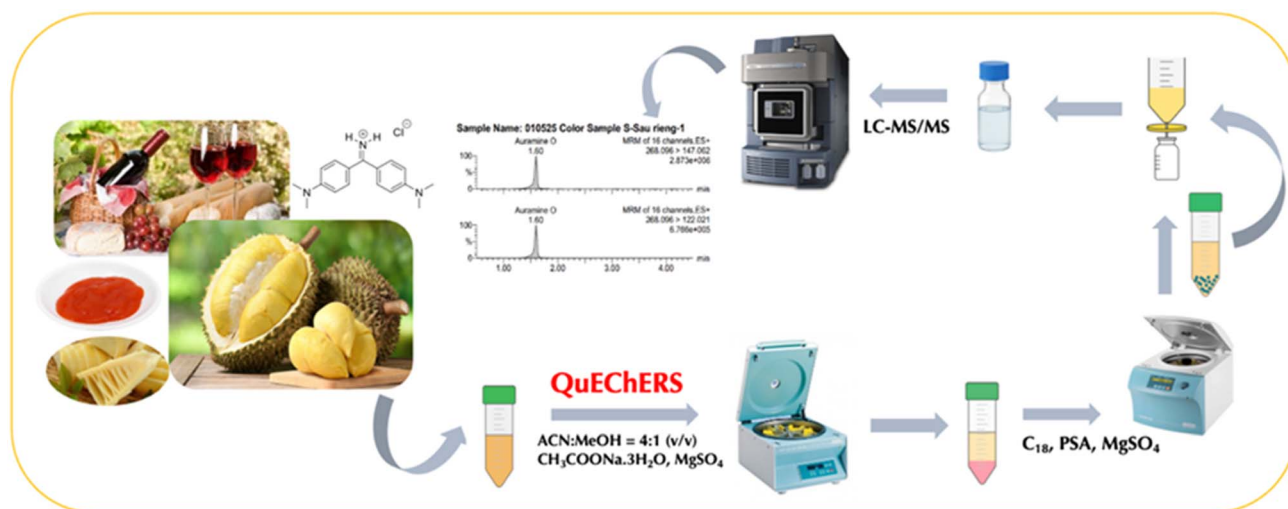 LC-MS/MS
Sample Name: 010525 Color Sample S-Sau rieng-1
Auramine O
1.60
MRM of 16 channels,ES+
268.096 > 147.062
2.873e+006
100
%
min
Auramine O
1.60
MRM of 16 channels,ES+
268.096 > 122.021
6.766e+005
100
%
min
1.00 2.00 3.00 4.00
H H
N⊕
Cl⊖
N
N
QuEChERS
ACN:MeOH = 4:1 (v/v)
CH₃COONa.3H₂O, MgSO₄
C₁₈, PSA, MgSO₄